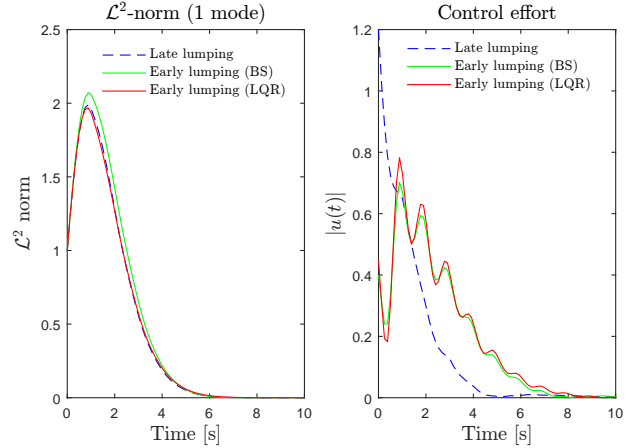 ℒ²-norm (1 mode)
2.5
2
1.5
1
0.5
0
0 2 4 6 8 10
ℒ² norm
Time [s]
Late lumping
Early lumping (BS)
Early lumping (LQR)
Control effort
1.2
1
0.8
0.6
0.4
0.2
0
0 2 4 6 8 10
|u(t)|
Time [s]
Late lumping
Early lumping (BS)
Early lumping (LQR)